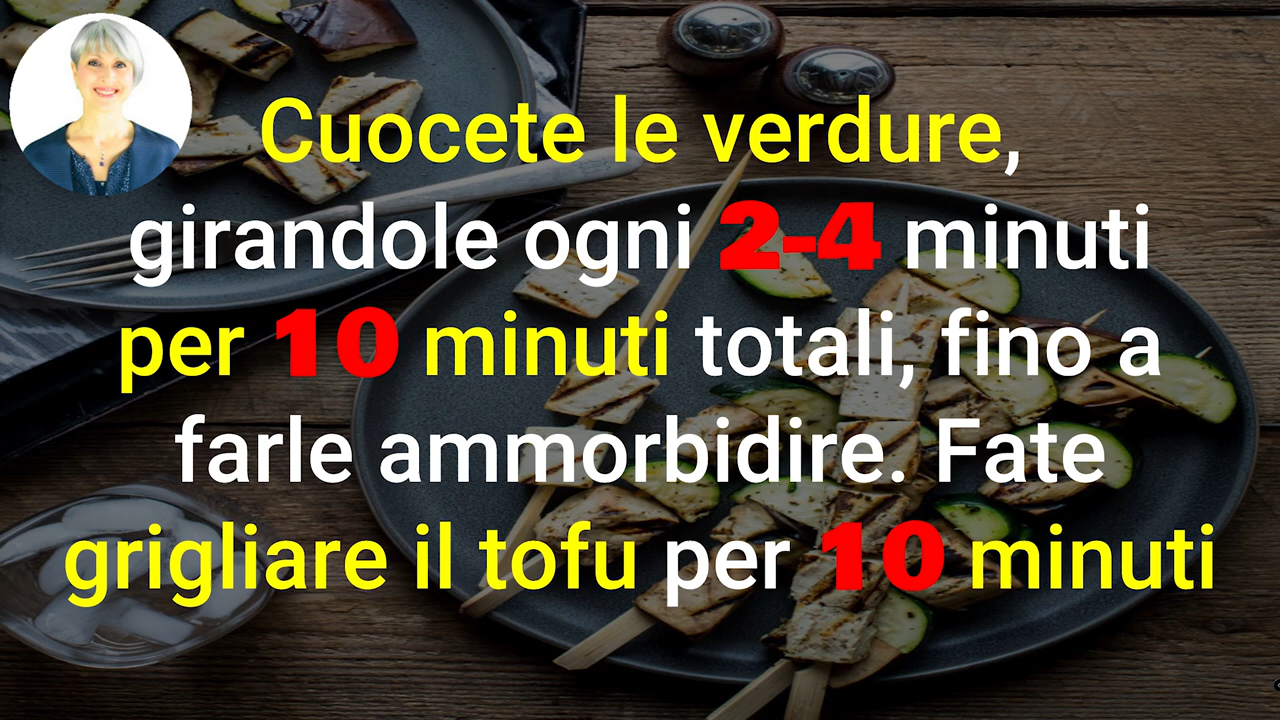 Cuocete le verdure,
girandole ogni 2-4 minuti
per 10 minuti totali, fino a
farle ammorbidire. Fate
grigliare il tofu per 10 minuti